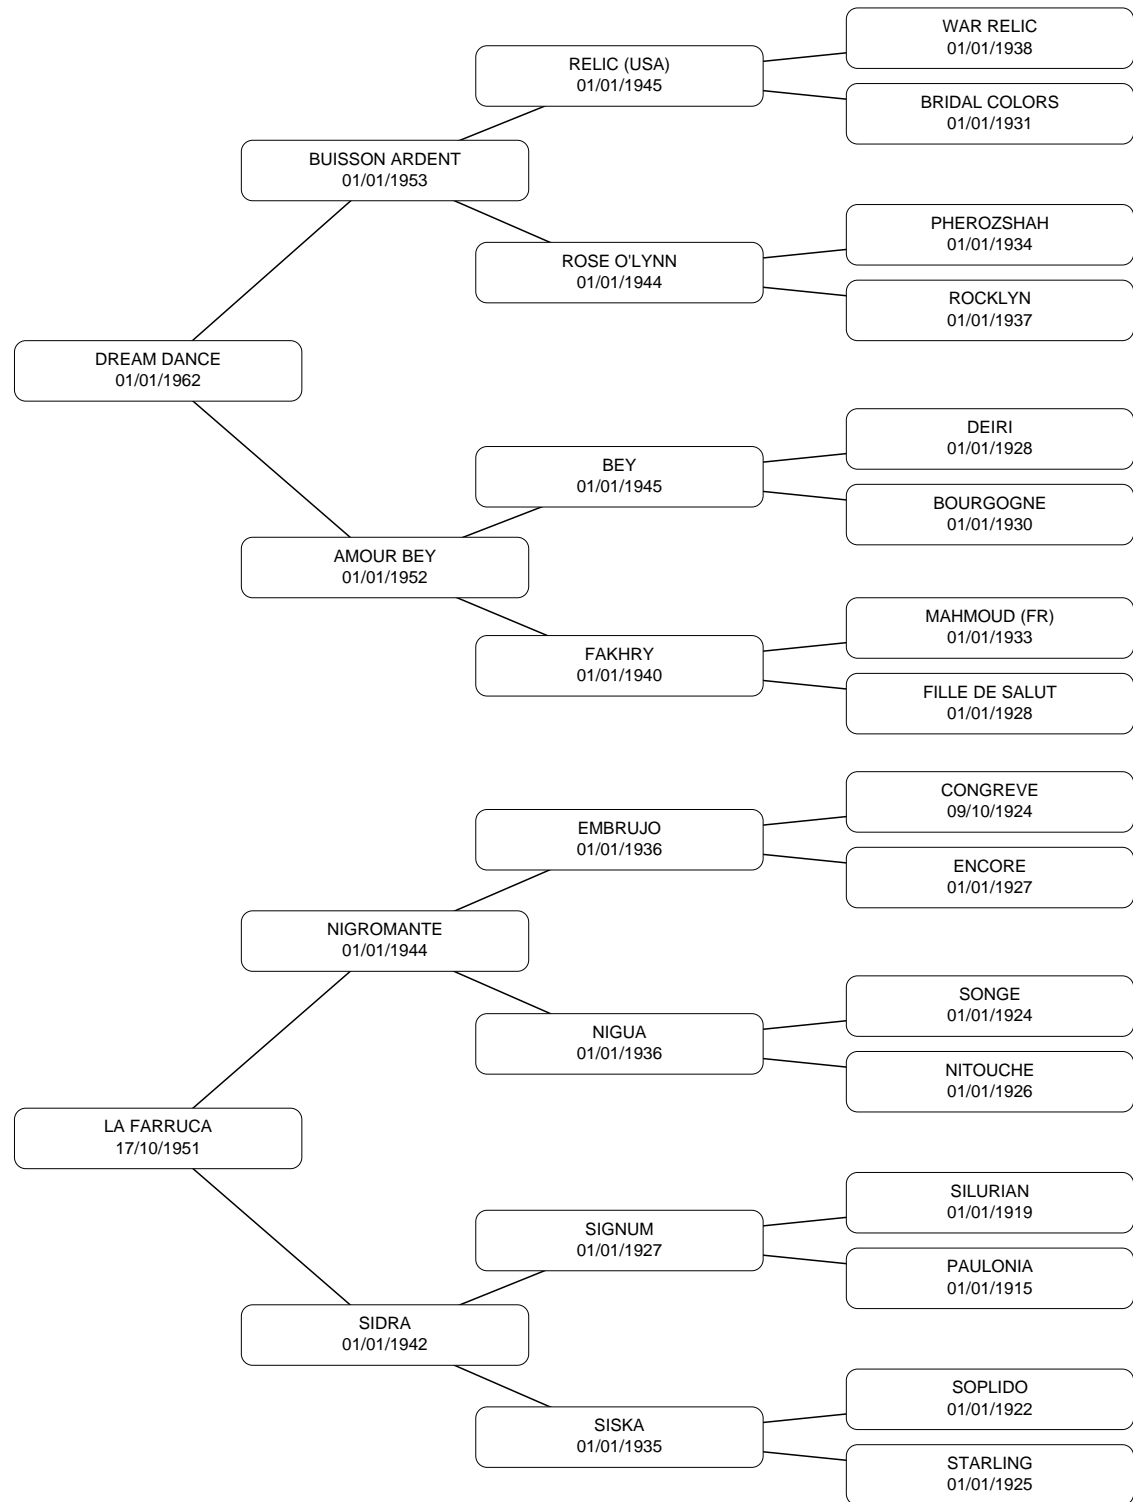 WAR RELIC
01/01/1938
RELIC (USA)
01/01/1945
BRIDAL COLORS
01/01/1931
BUISSON ARDENT
01/01/1953
PHEROZSHAH
01/01/1934
ROSE O'LYNN
01/01/1944
ROCKLYN
01/01/1937
DREAM DANCE
01/01/1962
DEIRI
01/01/1928
BEY
01/01/1945
BOURGOGNE
01/01/1930
AMOUR BEY
01/01/1952
MAHMOUD (FR)
01/01/1933
FAKHRY
01/01/1940
FILLE DE SALUT
01/01/1928
CONGREVE
09/10/1924
EMBRUJO
01/01/1936
ENCORE
01/01/1927
NIGROMANTE
01/01/1944
SONGE
01/01/1924
NIGUA
01/01/1936
NITOUCHE
01/01/1926
LA FARRUCA
17/10/1951
SILURIAN
01/01/1919
SIGNUM
01/01/1927
PAULONIA
01/01/1915
SIDRA
01/01/1942
SOPLIDO
01/01/1922
SISKA
01/01/1935
STARLING
01/01/1925